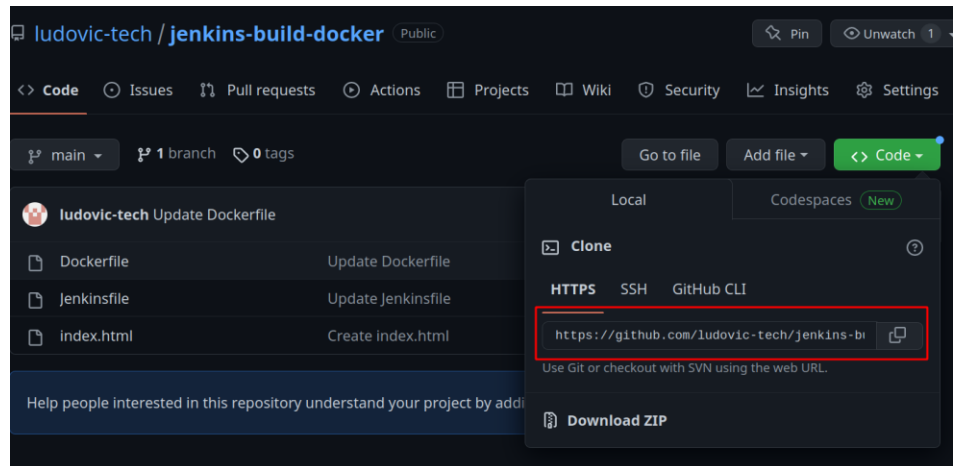 ludovic-tech / jenkins-build-docker Public Pin Unwatch 1
<> Code Issues Pull requests Actions Projects Wiki Security Insights Settings
main 1 branch 0 tags Go to file Add file <> Code
Local Codespaces New
ludovic-tech Update Dockerfile
Clone
Dockerfile Update Dockerfile
HTTPS SSH GitHub CLI
Jenkinsfile Update Jenkinsfile
index.html Create index.html
https://github.com/ludovic-tech/jenkins-bu
Use Git or checkout with SVN using the web URL.
Help people interested in this repository understand your project by addi
Download ZIP